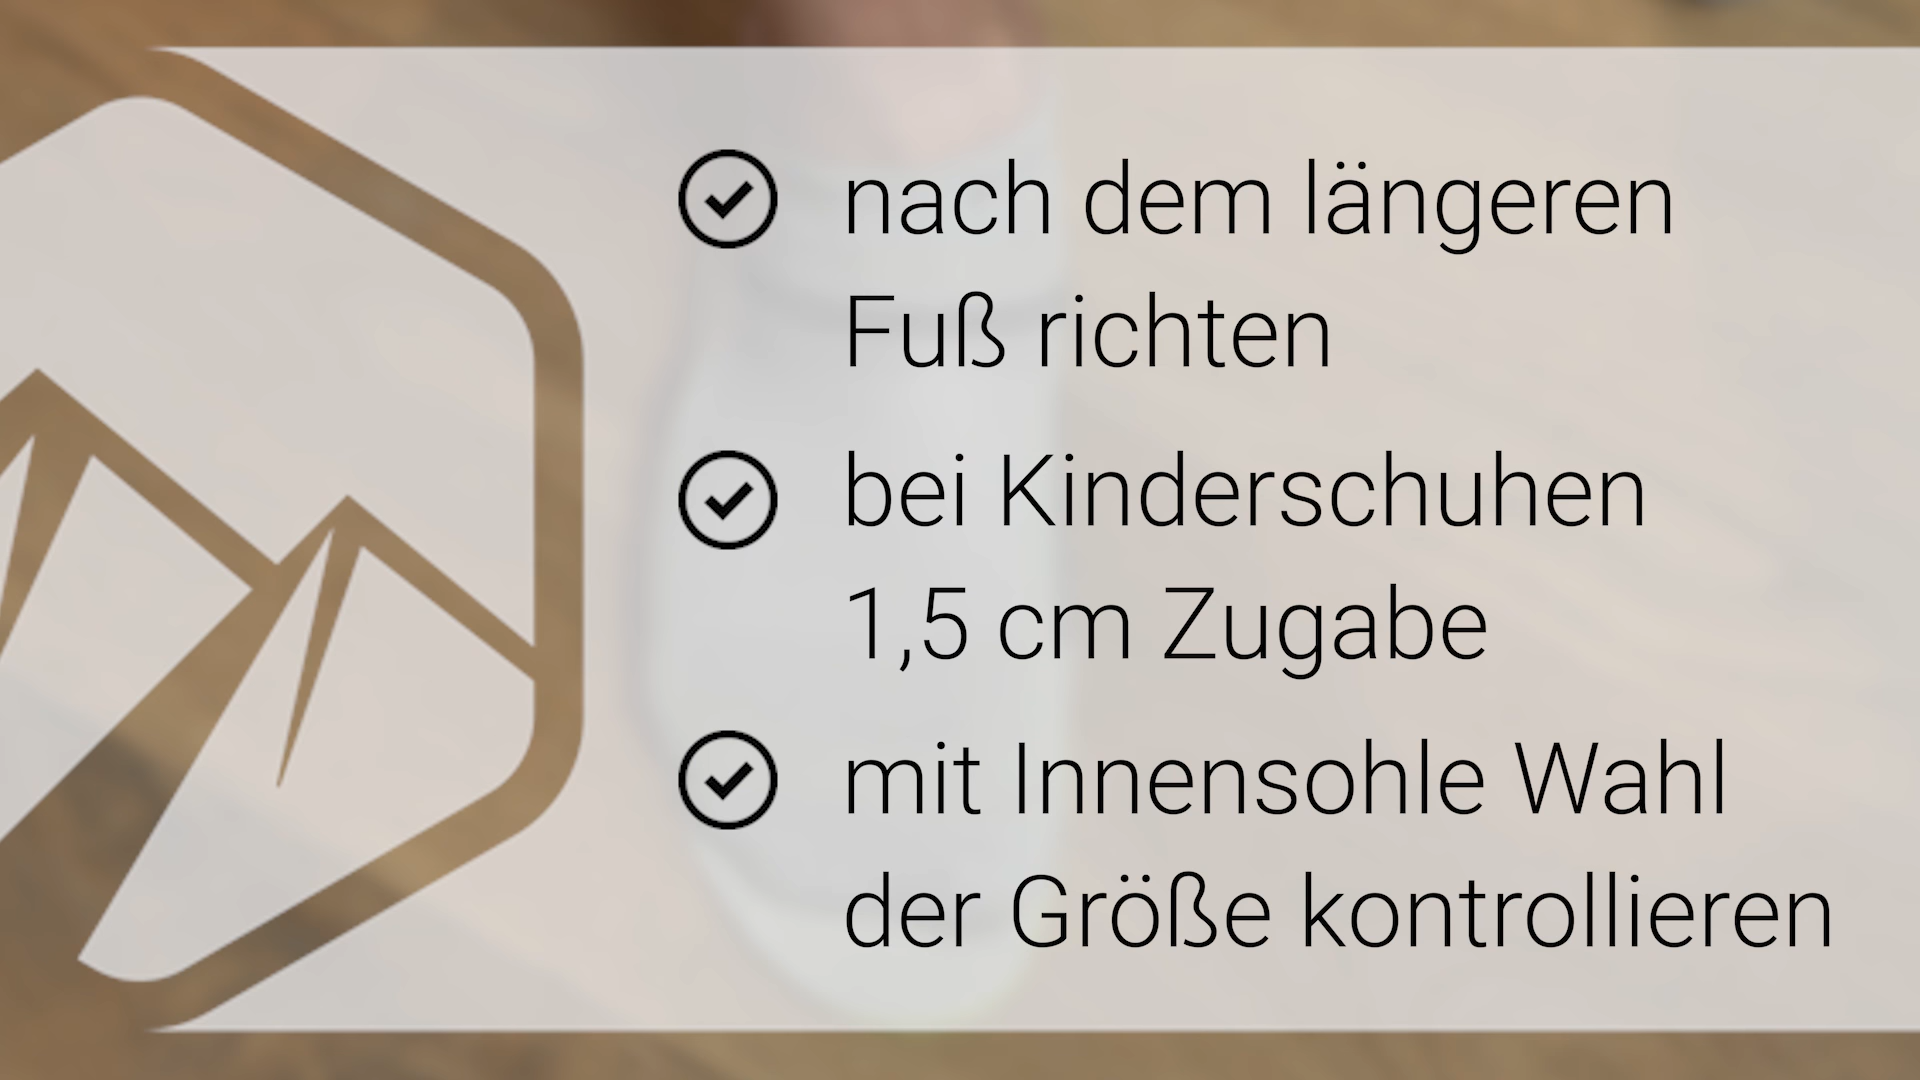 nach dem längeren
Fuß richten
bei Kinderschuhen
1,5 cm Zugabe
mit Innensohle Wahl
der Größe kontrollieren